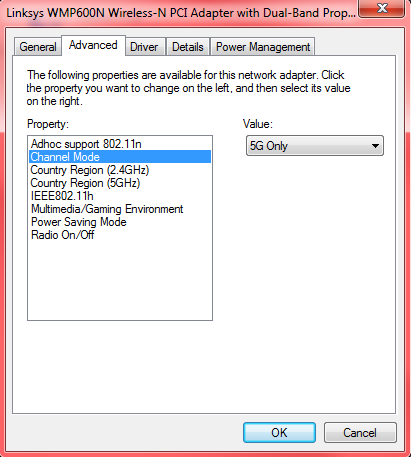 Linksys WMP600N Wireless-N PCI Adapter with Dual-Band Prop...
General
Advanced
Driver
Details
Power Management
The following properties are available for this network adapter. Click
the property you want to change on the left, and then select its value
on the right.
Property:
Value:
Adhoc support 802.11n
Channel Mode
Country Region (2.4GHz)
Country Region (5GHz)
IEEE802.11h
Multimedia/Gaming Environment
Power Saving Mode
Radio On/Off
5G Only
OK
Cancel